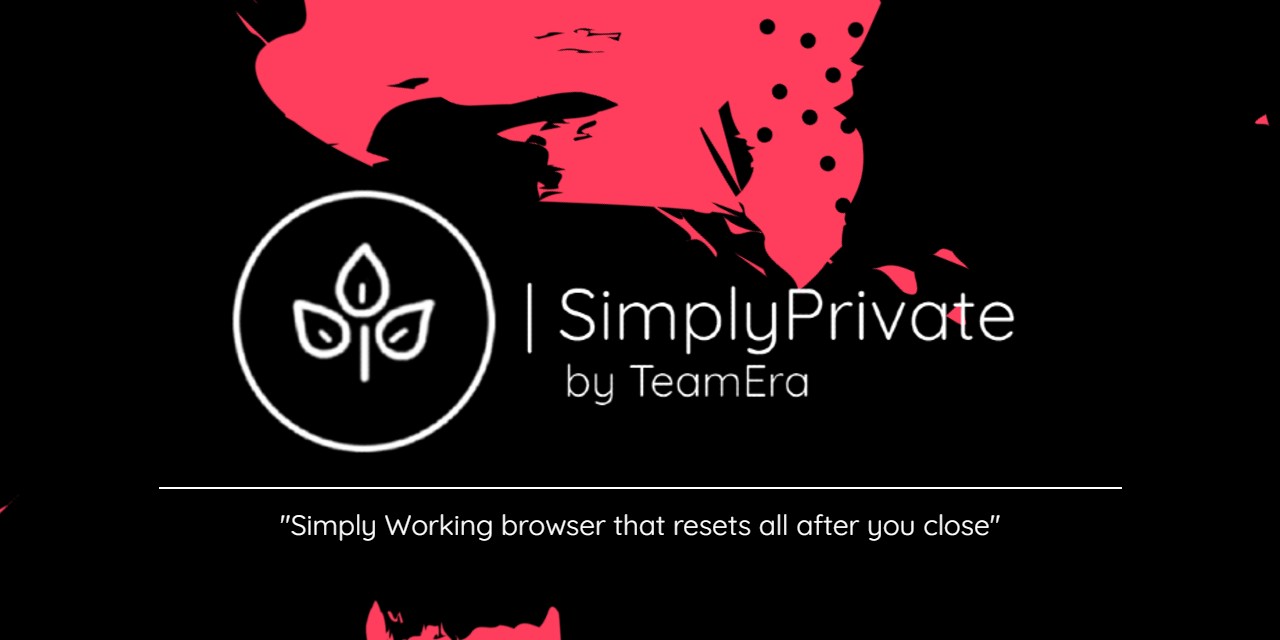 | SimplyPrivate
by TeamEra
"Simply Working browser that resets all after you close"